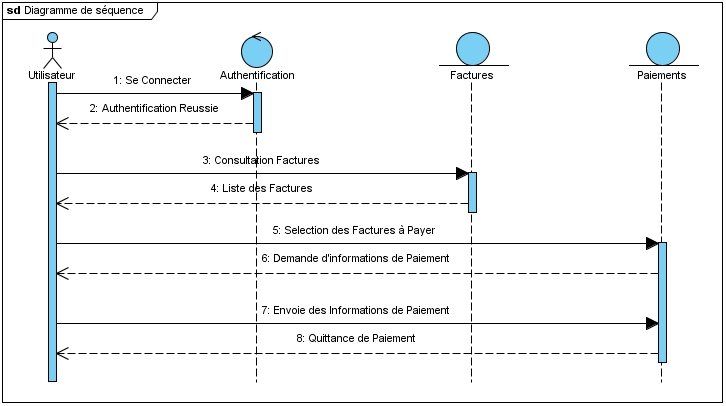 sd Diagramme de séquence
Utilisateur
Authentification
Factures
Paiements
1: Se Connecter
2: Authentification Reussie
3: Consultation Factures
4: Liste des Factures
5: Selection des Factures à Payer
6: Demande d'informations de Paiement
7: Envoie des Informations de Paiement
8: Quittance de Paiement